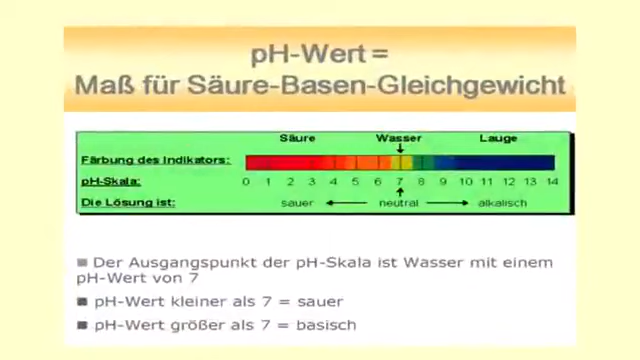 pH-Wert =
Maß für Säure-Basen-Gleichgewicht
Säure Wasser Lauge
Färbung des Indikators:
pH-Skala: 0 1 2 3 4 5 6 7 8 9 10 11 12 13 14
Die Lösung ist: sauer neutral alkalisch
Der Ausgangspunkt der pH-Skala ist Wasser mit einem
pH-Wert von 7
pH-Wert kleiner als 7 = sauer
pH-Wert größer als 7 = basisch